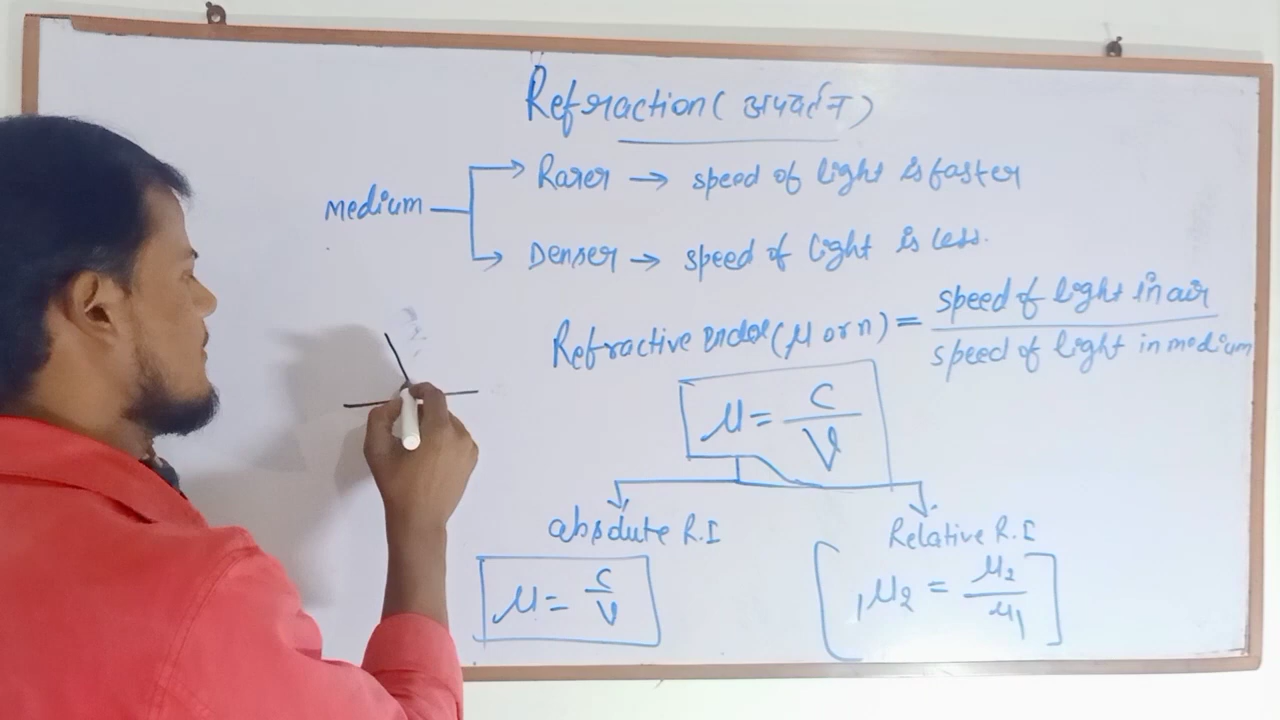 Refraction (अपवर्तन)
medium
Rarer → speed of light is faster
Denser → speed of light is less.
Refractive Index (μ or n) = speed of light in air / speed of light in medium
μ = c / v
absolute R.I
Relative R.I
μ = c / v
₁μ₂ = μ₂ / μ₁